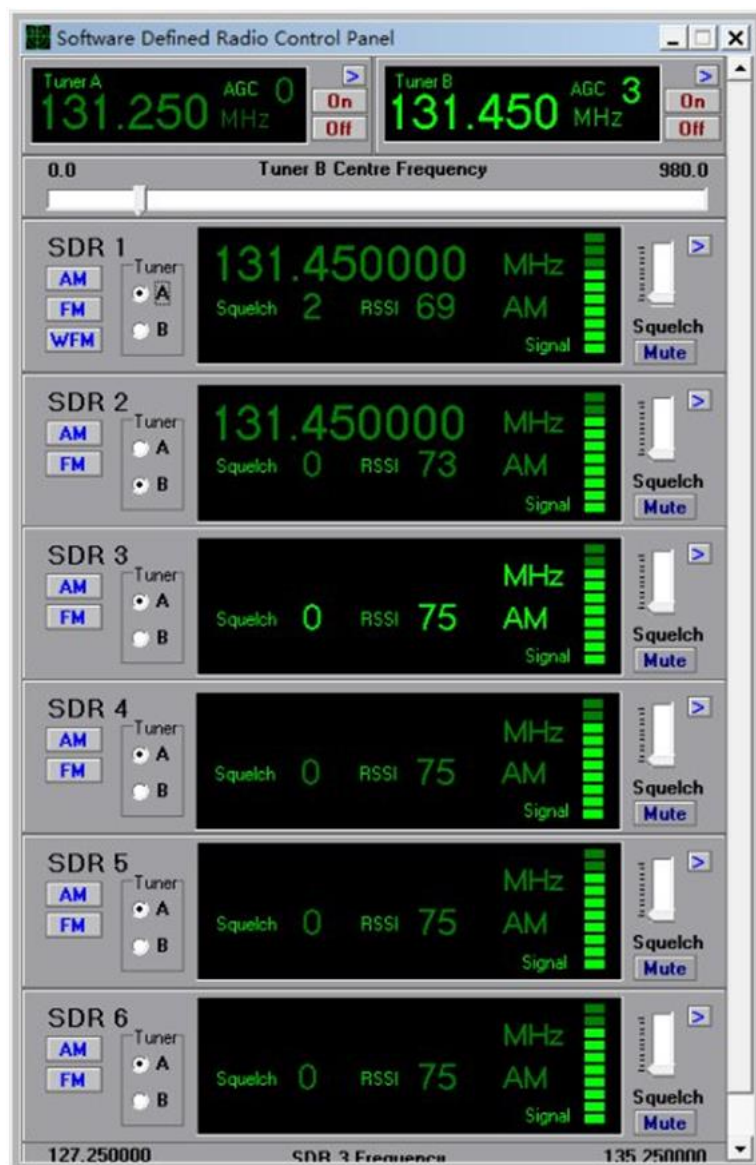 Software Defined Radio Control Panel
Tuner A AGC 0 > Tuner B AGC 3 >
131.250 MHz On 131.450 MHz On
Off Off
0.0 Tuner B Centre Frequency 980.0
SDR 1 131.450000 MHz >
AM Tuner
A
FM Squelch 2 RSSI 69 AM
B Squelch
WFM Signal Mute
SDR 2 131.450000 MHz >
AM Tuner
A
FM Squelch 0 RSSI 73 AM
B Squelch
Signal Mute
SDR 3 MHz >
AM Tuner
A
FM Squelch 0 RSSI 75 AM
B Squelch
Signal Mute
SDR 4 MHz >
AM Tuner
A
FM Squelch 0 RSSI 75 AM
B Squelch
Signal Mute
SDR 5 MHz >
AM Tuner
A
FM Squelch 0 RSSI 75 AM
B Squelch
Signal Mute
SDR 6 MHz >
AM Tuner
A
FM Squelch 0 RSSI 75 AM
B Squelch
Signal Mute
127.250000 SDR 3 Frequency 135.250000